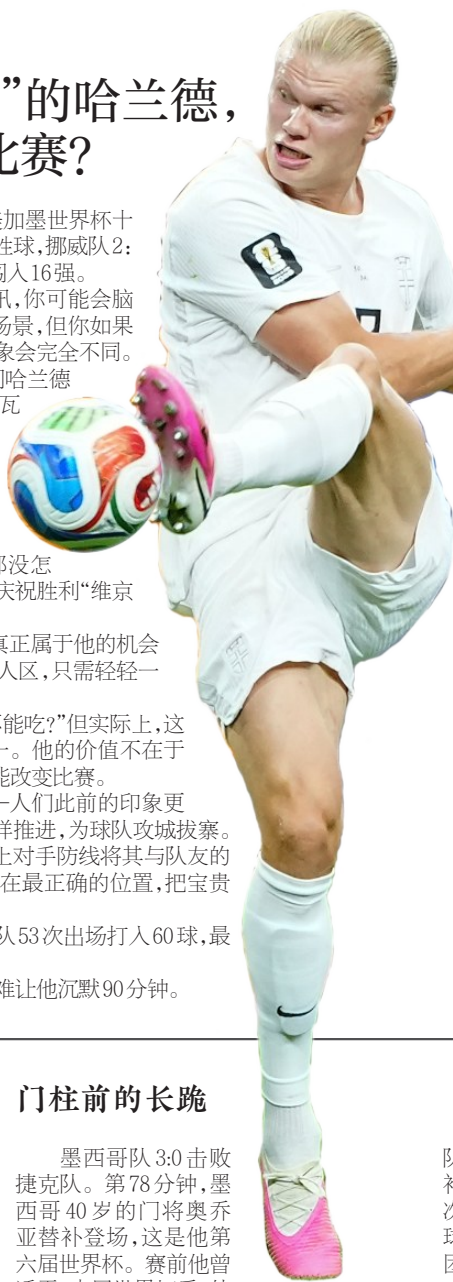 ”的哈兰德,
比赛?
美加墨世界杯十
胜球,挪威队2:
闯入16强。
讯,你可能会脑
场景,但你如果
象会完全不同。
们哈兰德
瓦
都没怎
庆祝胜利“维京
真正属于他的机会
人区,只需轻轻一
不能吃?”但实际上,这
一。他的价值不在于
能改变比赛。
—人们此前的印象更
样推进,为球队攻城拔寨。
上对手防线将其与队友的
在最正确的位置,把宝贵
队53次出场打入60球,最
难让他沉默90分钟。
门柱前的长跪
墨西哥队3:0击败
捷克队。第78分钟,墨
西哥40岁的门将奥乔
亚替补登场,这是他第
六届世界杯。赛前他曾
队
补
次
球